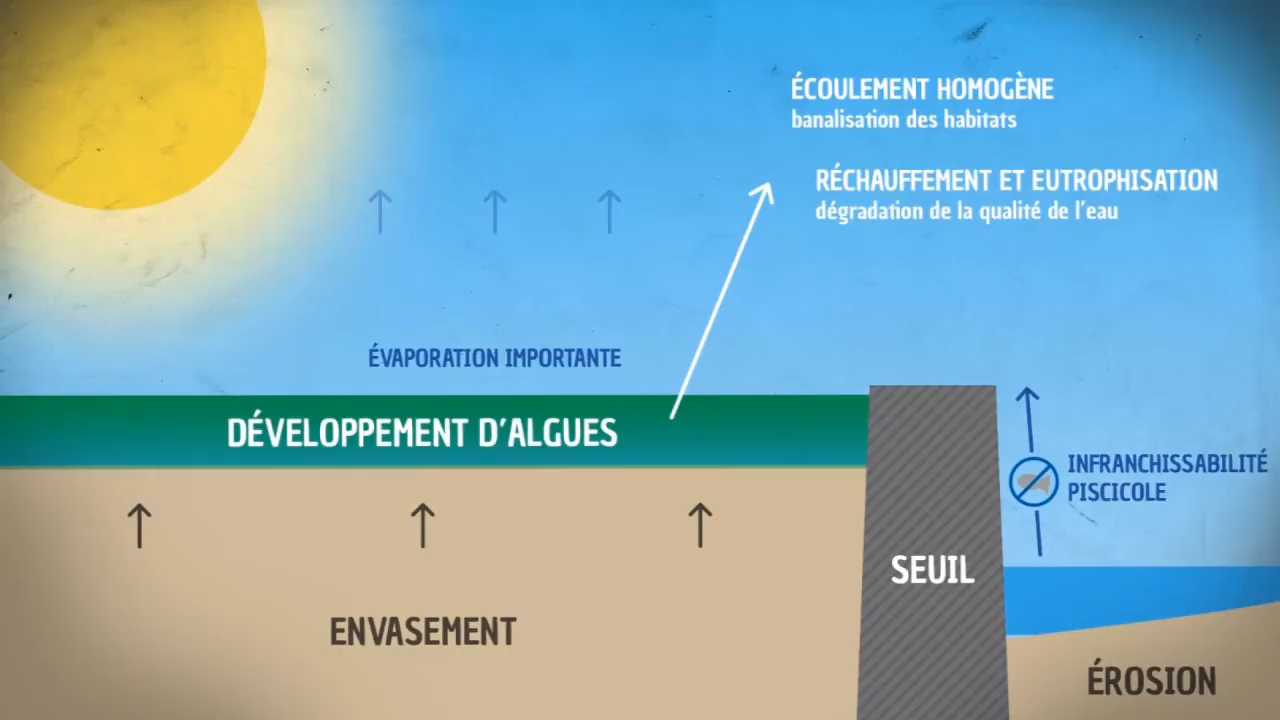 ÉCOULEMENT HOMOGÈNE
banalisation des habitats
RÉCHAUFFEMENT ET EUTROPHISATION
dégradation de la qualité de l'eau
ÉVAPORATION IMPORTANTE
DÉVELOPPEMENT D'ALGUES
INFRANCHISSABILITÉ
PISCICOLE
SEUIL
ENVASEMENT
ÉROSION